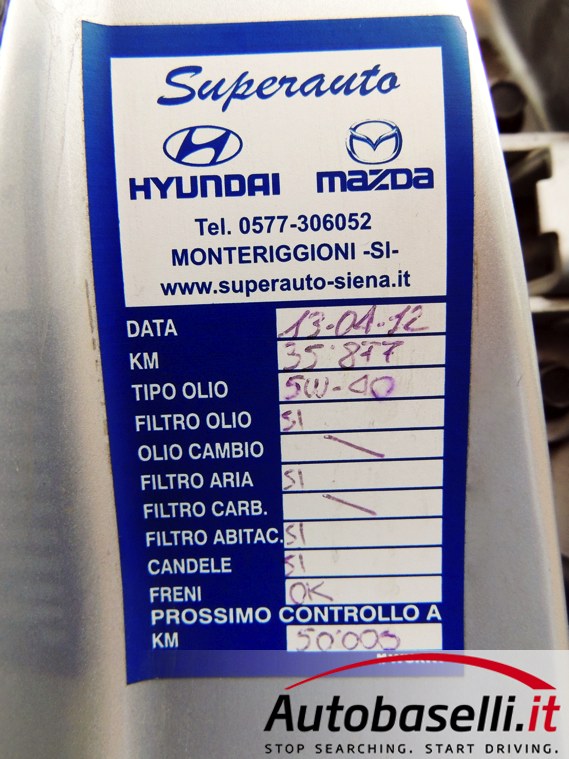 Superauto
HYUNDAI mazda
Tel. 0577-306052
MONTERIGGIONI -SI-
www.superauto-siena.it
DATA 13-04-12
KM 35'877
TIPO OLIO 5W-40
FILTRO OLIO SI
OLIO CAMBIO
FILTRO ARIA SI
FILTRO CARB.
FILTRO ABITAC. SI
CANDELE SI
FRENI OK
PROSSIMO CONTROLLO A
KM 50'000
Autobaselli.it
STOP SEARCHING. START DRIVING.